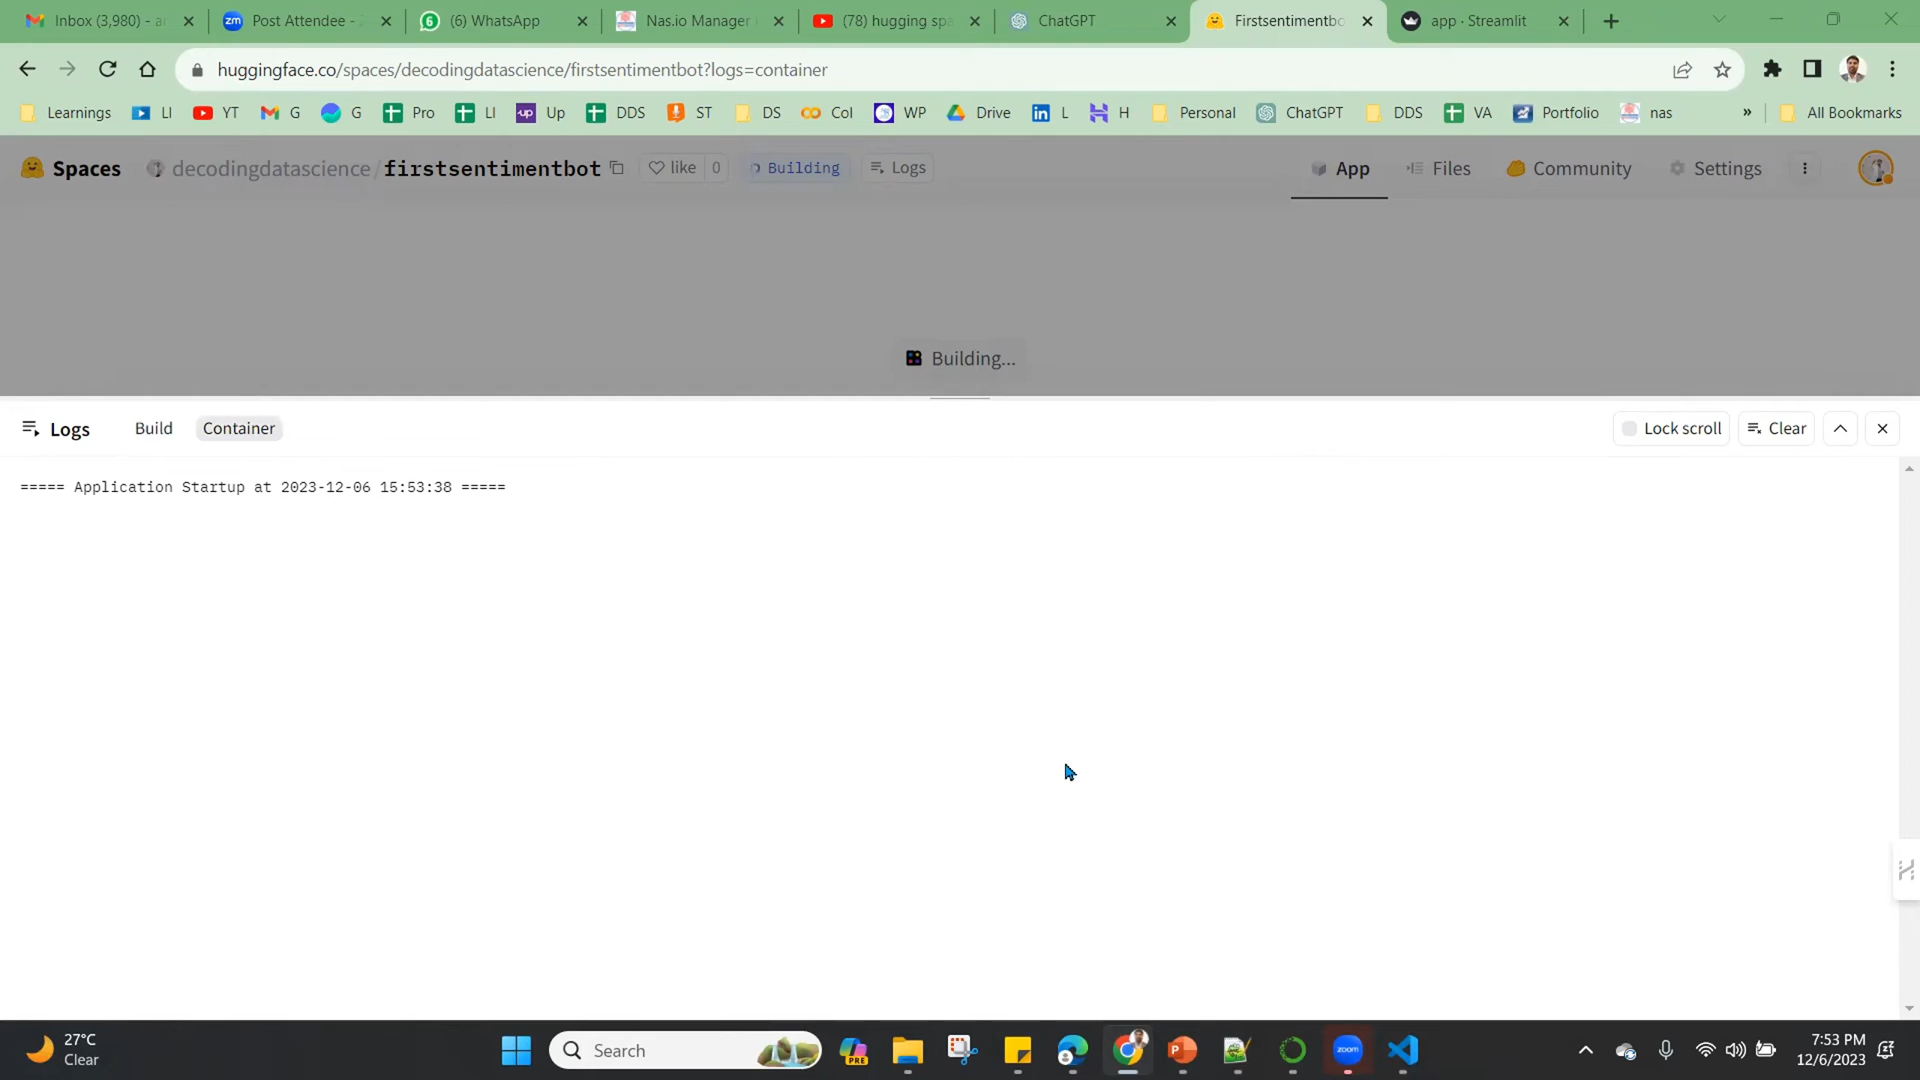 Inbox (3,980) - a
Post Attendee -
(6) WhatsApp
Nas.io Manager
(78) hugging spa
ChatGPT
Firstsentimentbo
app · Streamlit
huggingface.co/spaces/decodingdatascience/firstsentimentbot?logs=container
Learnings LI YT G G Pro LI Up DDS ST DS Col WP Drive L H Personal ChatGPT DDS VA Portfolio nas » All Bookmarks
Spaces decodingdatascience/firstsentimentbot like 0 Building Logs App Files Community Settings
Building...
Logs Build Container Lock scroll Clear
===== Application Startup at 2023-12-06 15:53:38 =====
27°C
Clear
Search
PRE
zoom
7:53 PM
12/6/2023